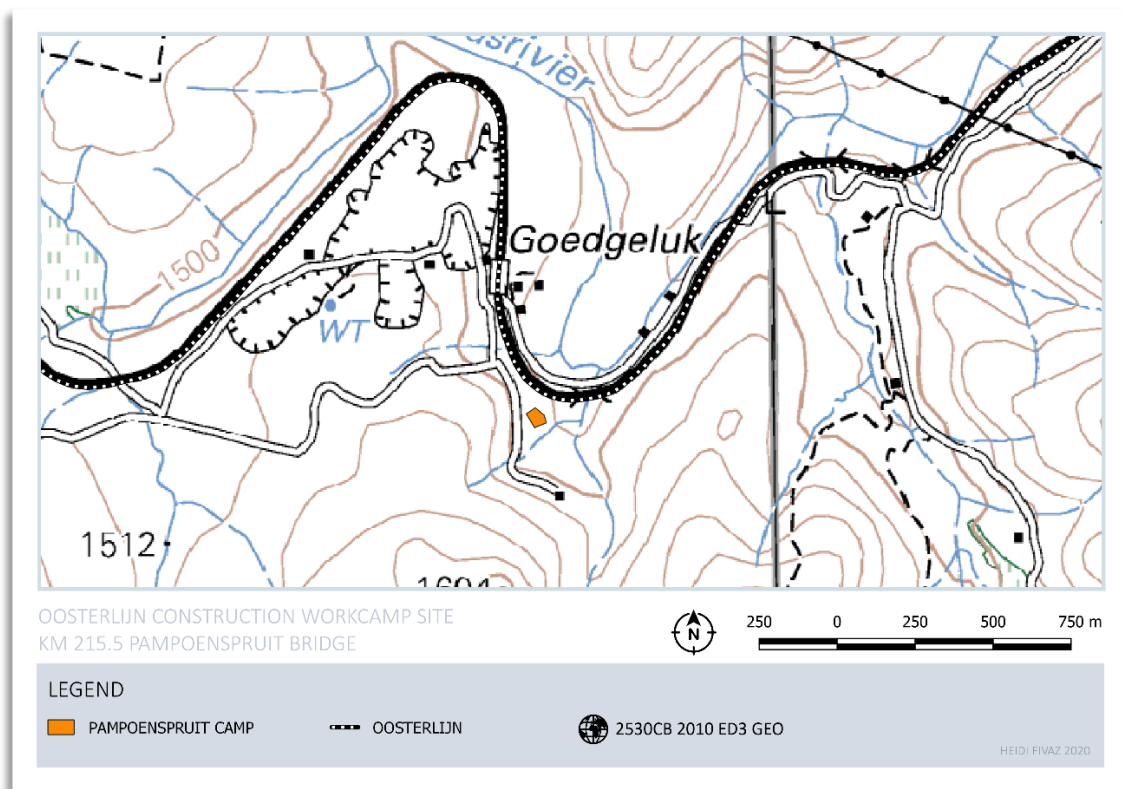 Goedgeluk
1500
WT
1512
OOSTERLIJN CONSTRUCTION WORKCAMP SITE
KM 215.5 PAMPOENSPRUIT BRIDGE
N
250 0 250 500 750 m
LEGEND
PAMPOENSPRUIT CAMP
OOSTERLIJN
2530CB 2010 ED3 GEO
HEIDI FIVAZ 2020